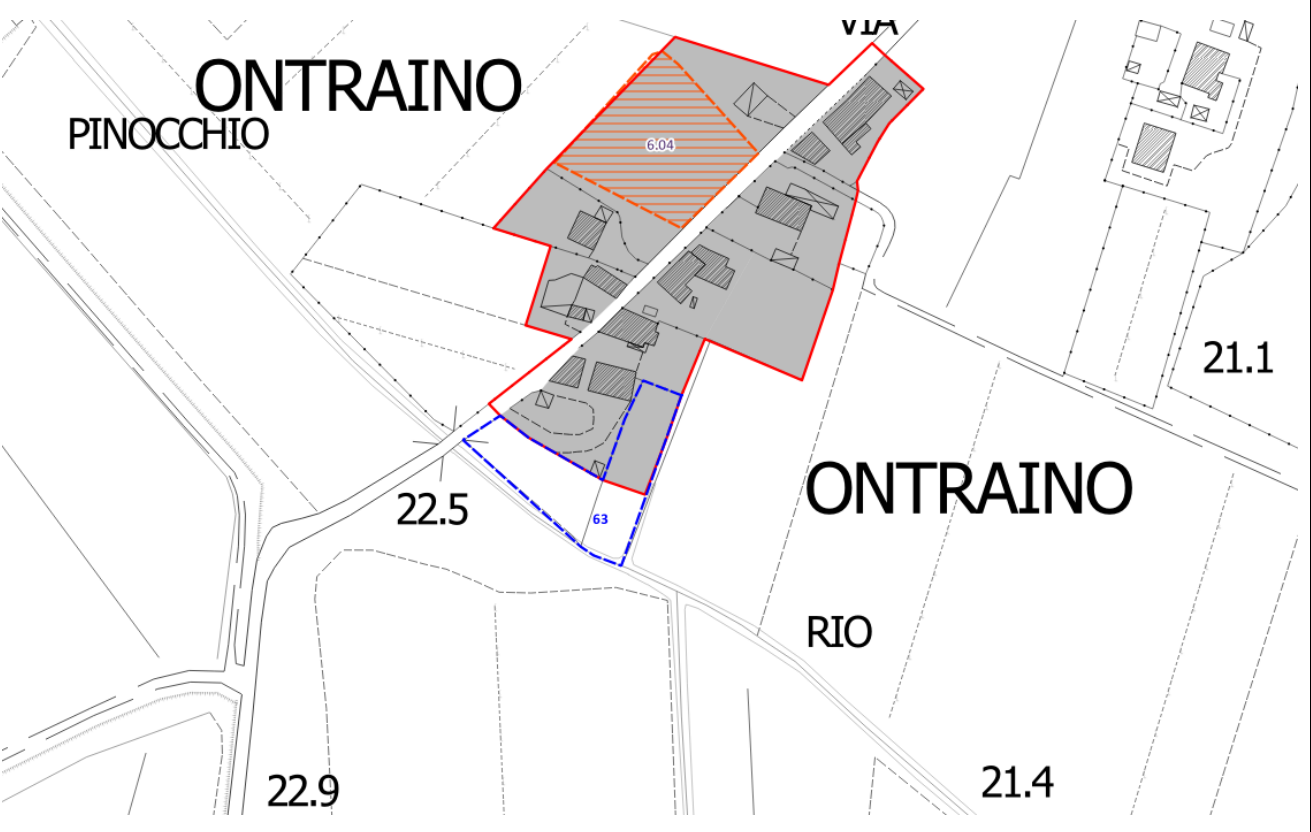 VIA
ONTRAINO
PINOCCHIO
6.04
21.1
ONTRAINO
22.5
63
RIO
22.9
21.4